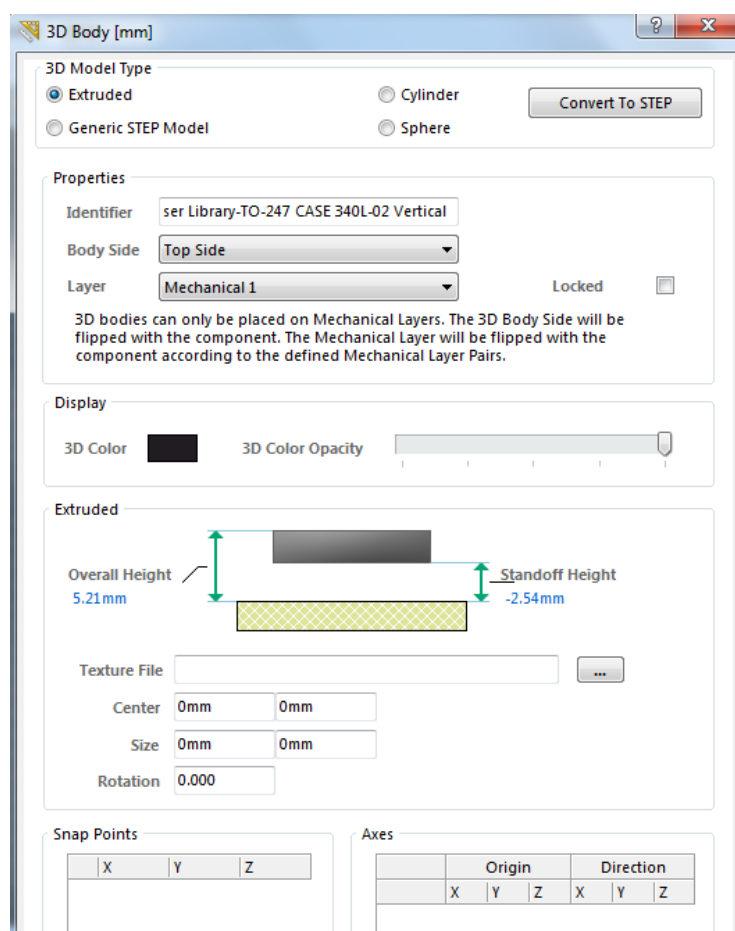 3D Body [mm]
?
X
3D Model Type
Extruded
Cylinder
Convert To STEP
Generic STEP Model
Sphere
Properties
Identifier ser Library-TO-247 CASE 340L-02 Vertical
Body Side Top Side
Layer Mechanical 1 Locked
3D bodies can only be placed on Mechanical Layers. The 3D Body Side will be
flipped with the component. The Mechanical Layer will be flipped with the
component according to the defined Mechanical Layer Pairs.
Display
3D Color 3D Color Opacity
Extruded
Overall Height Standoff Height
5.21mm -2.54mm
Texture File ...
Center 0mm 0mm
Size 0mm 0mm
Rotation 0.000
Snap Points Axes
X Y Z Origin Direction
X Y Z X Y Z